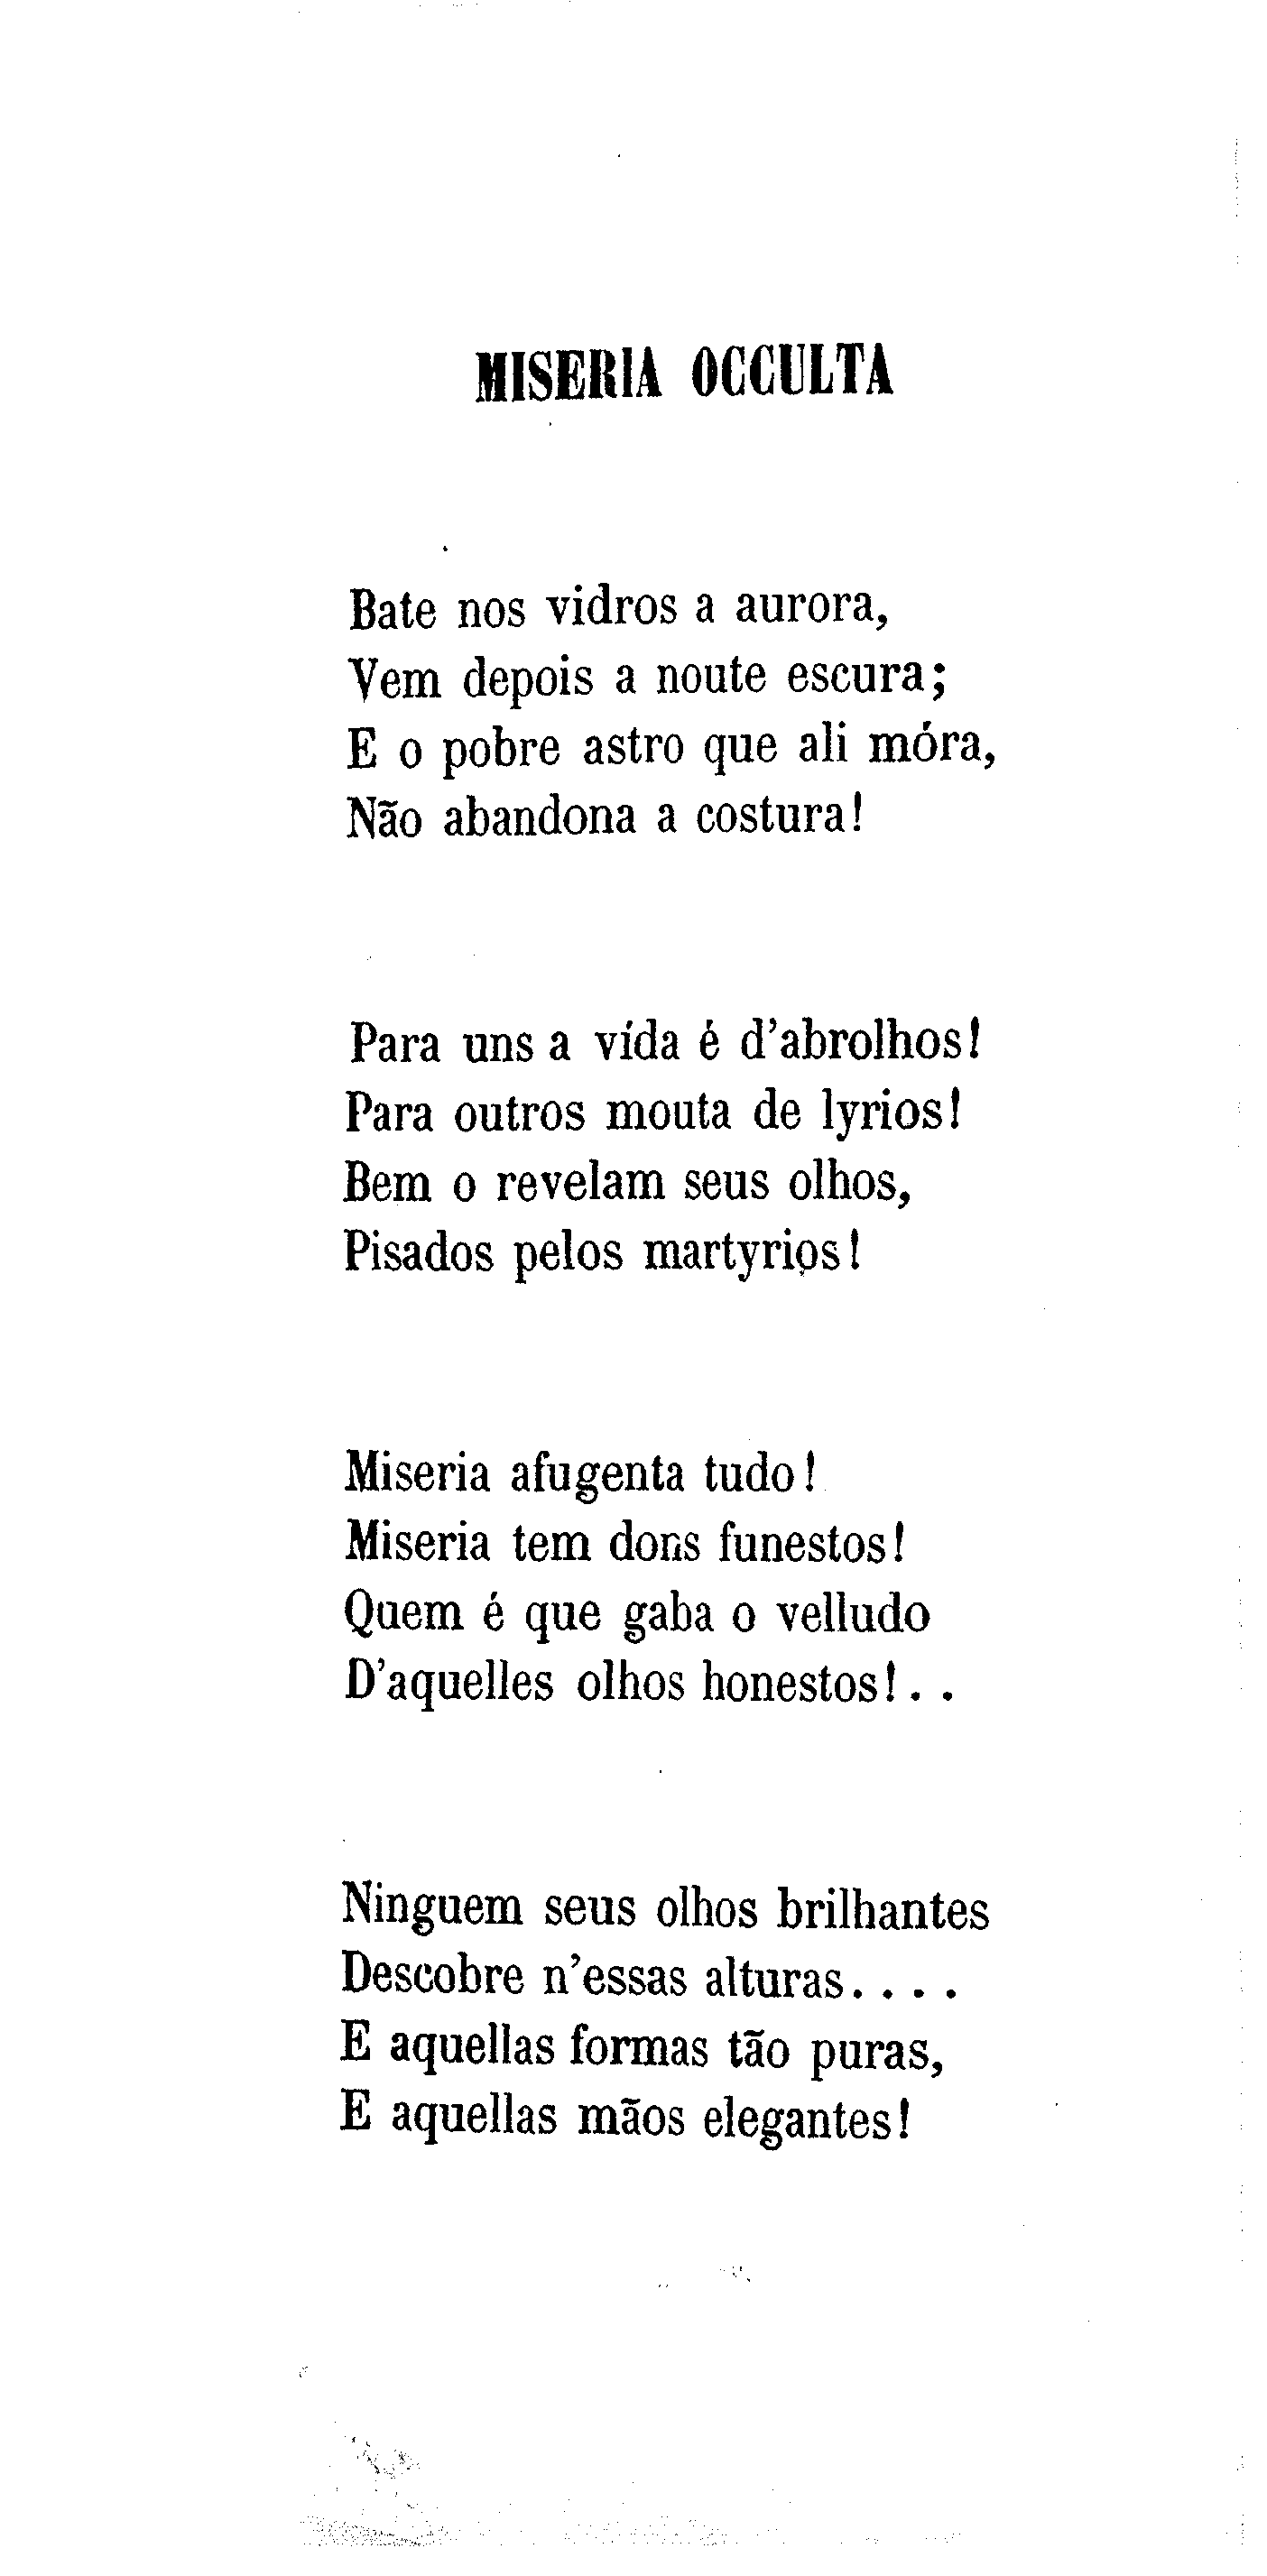 MISERIA OCCULTA
Bate nos vidros a aurora,
Vem depois a noute escura;
E o pobre astro que ali móra,
Não abandona a costura!
Para uns a vida é d'abrolhos!
Para outros mouta de lyrios!
Bem o revelam seus olhos,
Pisados pelos martyrios!
Miseria afugenta tudo!
Miseria tem dons funestos!
Quem é que gaba o velludo
D'aquelles olhos honestos!. .
Ninguem seus olhos brilhantes
Descobre n'essas alturas....
E aquellas formas tão puras,
E aquellas mãos elegantes!